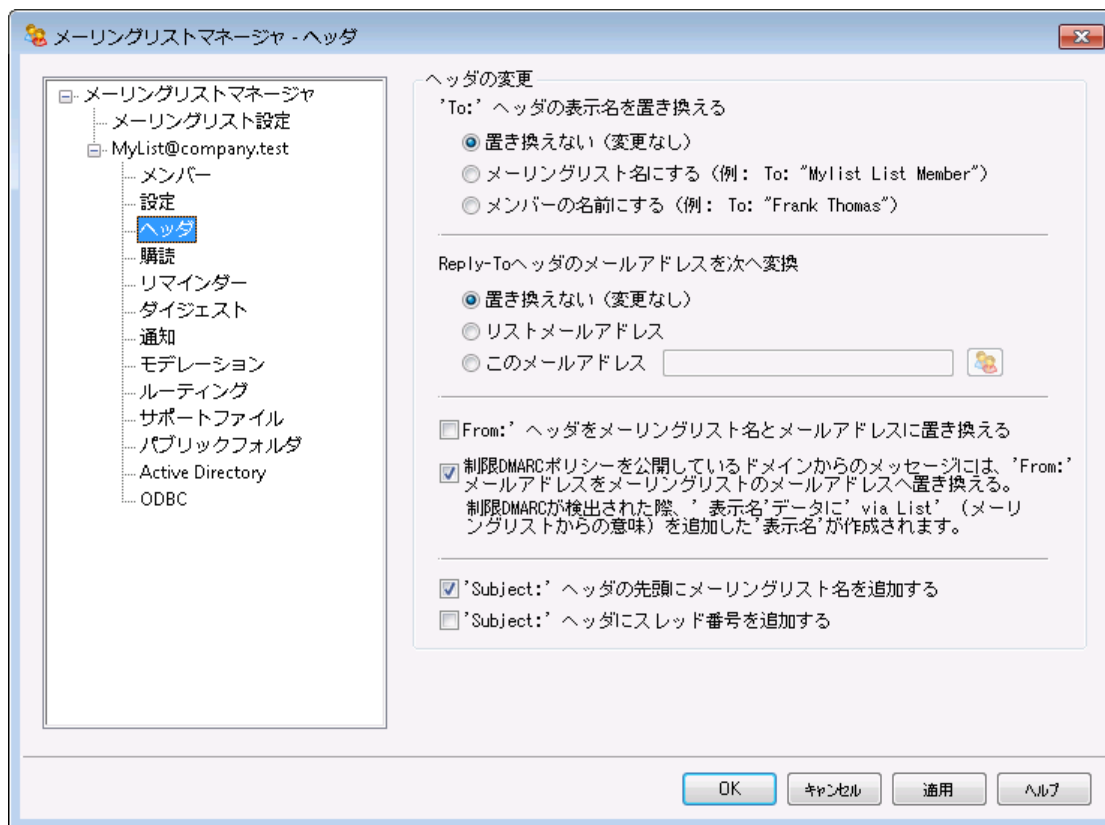 メーリングリストマネージャ - ヘッダ
メーリングリストマネージャ
メーリングリスト設定
MyList@company.test
メンバー
設定
ヘッダ
購読
リマインダー
ダイジェスト
通知
モデレーション
ルーティング
サポートファイル
パブリックフォルダ
Active Directory
ODBC
ヘッダの変更
'To:' ヘッダの表示名を置き換える
置き換えない（変更なし）
メーリングリスト名にする（例： To: "Mylist List Member"）
メンバーの名前にする（例： To: "Frank Thomas"）
Reply-Toヘッダのメールアドレスを次へ変換
置き換えない（変更なし）
リストメールアドレス
このメールアドレス
From:' ヘッダをメーリングリスト名とメールアドレスに置き換える
制限DMARCポリシーを公開しているドメインからのメッセージには、'From:'
メールアドレスをメーリングリストのメールアドレスへ置き換える。
制限DMARCが検出された際、' 表示名'データに' via List' （メーリ
ングリストからの意味）を追加した'表示名'が作成されます。
'Subject:' ヘッダの先頭にメーリングリスト名を追加する
'Subject:' ヘッダにスレッド番号を追加する
OK
キャンセル
適用
ヘルプ